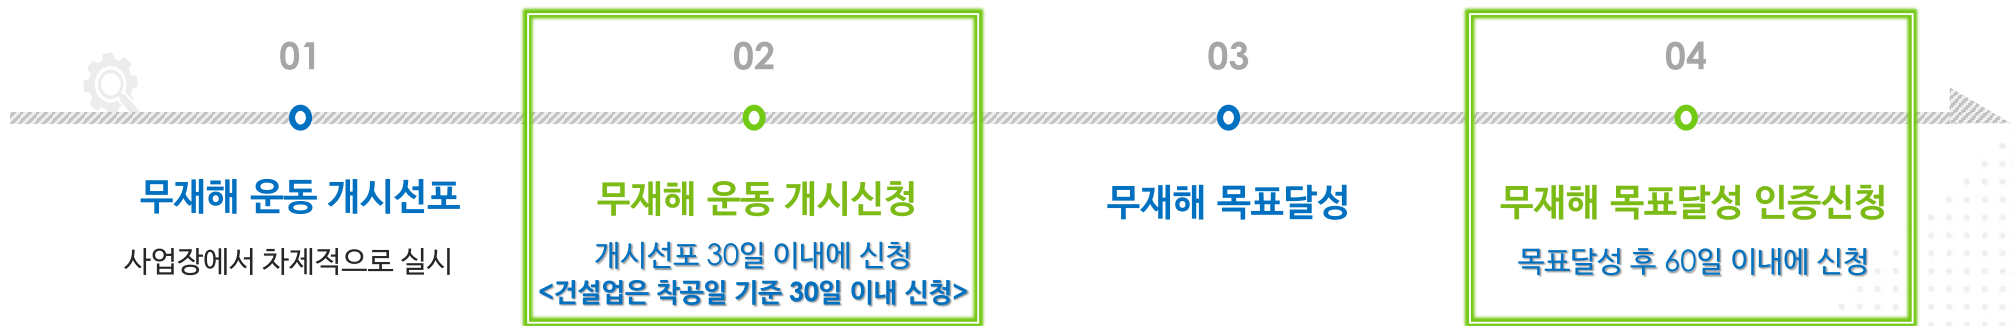 01
무재해 운동 개시선포
사업장에서 차제적으로 실시
02
무재해 운동 개시신청
개시선포 30일 이내에 신청
<건설업은 착공일 기준 30일 이내 신청>
03
무재해 목표달성
04
무재해 목표달성 인증신청
목표달성 후 60일 이내에 신청